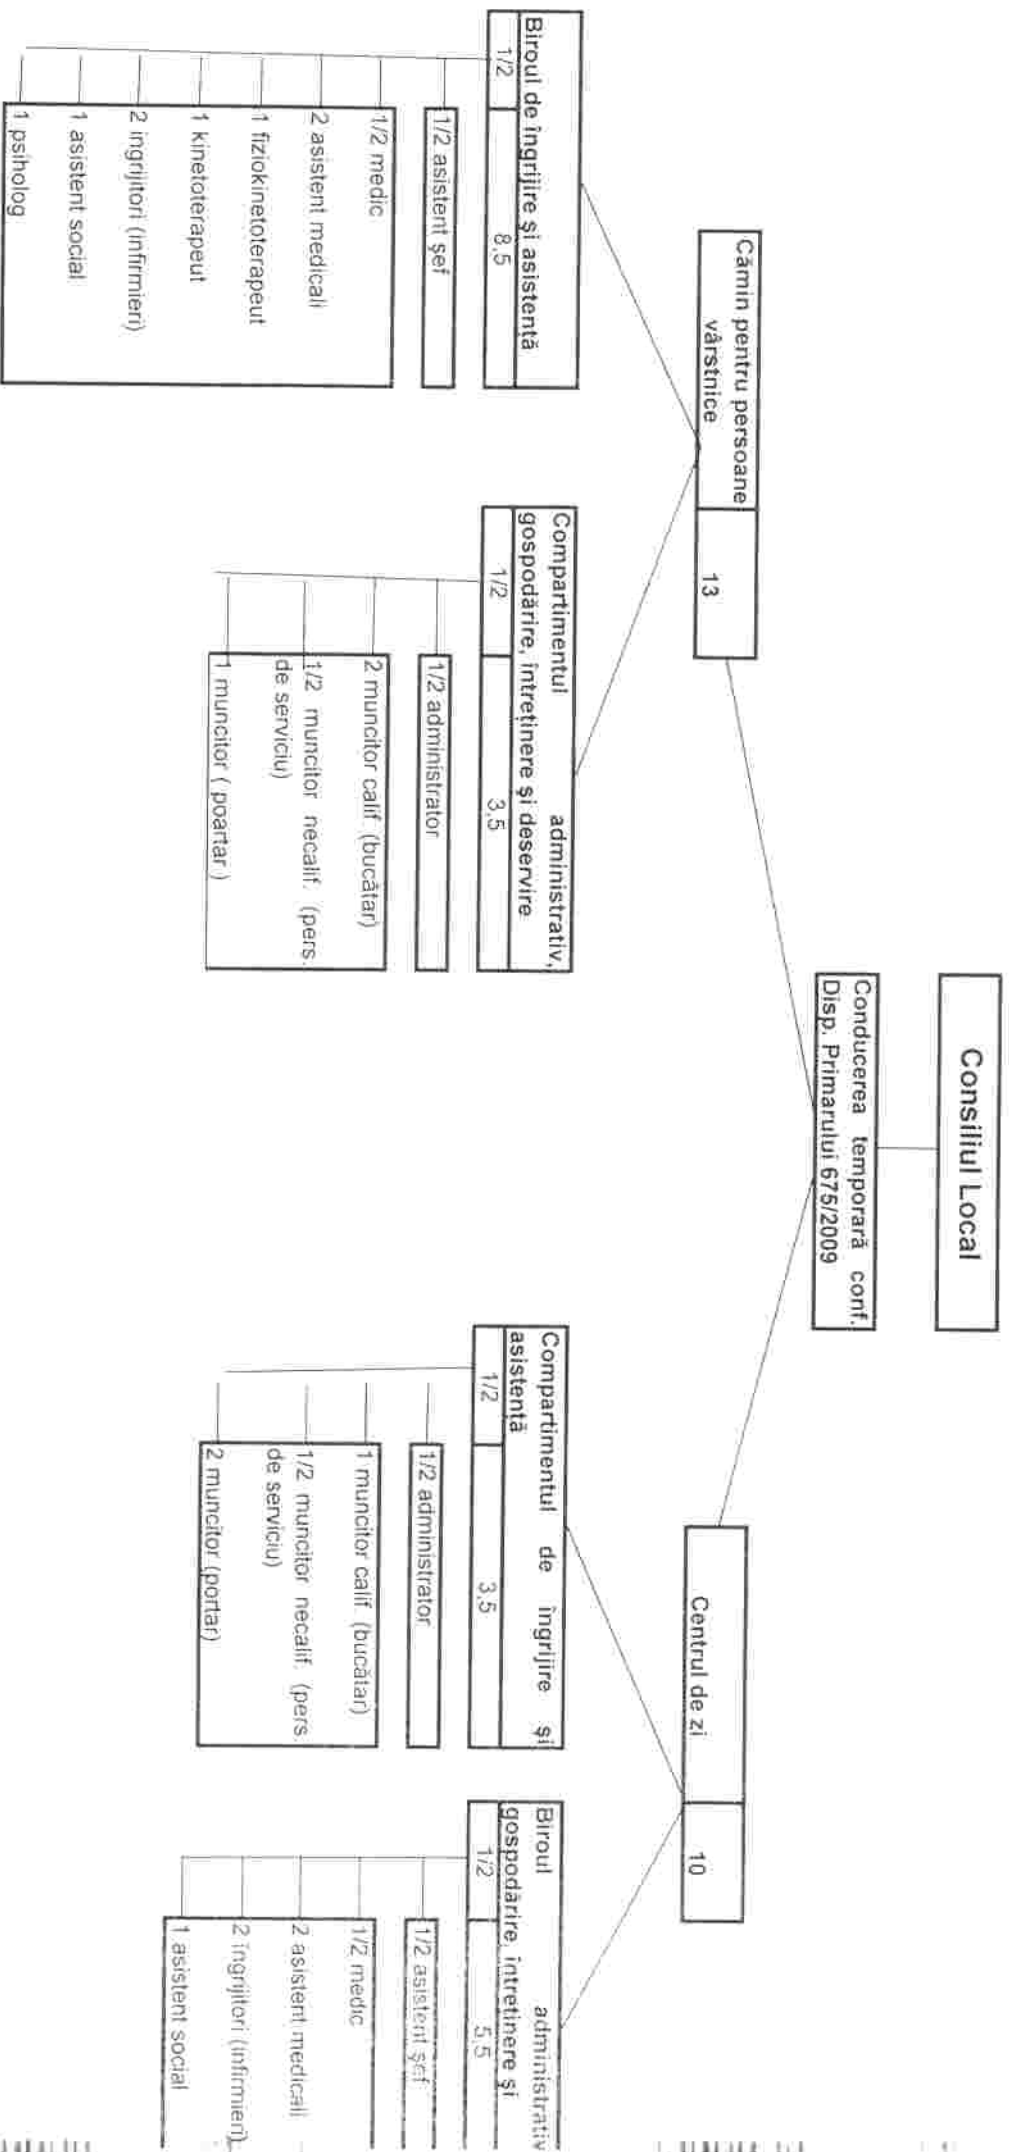 Consiliul Local
Conducerea temporară conf.
Disp. Primarului 675/2009
Cămin pentru persoane
vârstnice
13
Centrul de zi
10
Biroul de îngrijire şi asistenţă
1/2
8,5
1/2 asistent şef
1/2 medic
2 asistent medicali
1 fiziokinetoterapeut
1 kinetoterapeut
2 ingrijitori (infirmieri)
1 asistent social
1 psiholog
Compartimentul administrativ,
gospodărire, întreţinere şi deservire
1/2
3,5
1/2 administrator
2 muncitor calif. (bucătar)
1/2 muncitor necalif. (pers.
de serviciu)
1 muncitor ( poartar )
Compartimentul de îngrijire şi
asistenţă
1/2
3,5
1/2 administrator
1 muncitor calif. (bucătar)
1/2 muncitor necalif. (pers.
de serviciu)
2 muncitor (portar)
Biroul administrativ
gospodărire, întreţinere şi
1/2
5,5
1/2 asistent şef
1/2 medic
2 asistent medicali
2 îngrijitori (infirmieri)
1 asistent social